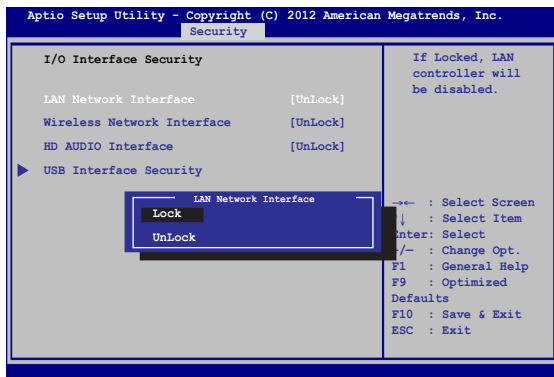 Aptio Setup Utility - Copyright (C) 2012 American Megatrends, Inc.
Security
I/O Interface Security
LAN Network Interface [UnLock]
Wireless Network Interface [UnLock]
HD AUDIO Interface [UnLock]
USB Interface Security
If Locked, LAN
controller will
be disabled.
LAN Network Interface
Lock
UnLock
→← : Select Screen
↓ : Select Item
Enter: Select
+/— : Change Opt.
F1 : General Help
F9 : Optimized
Defaults
F10 : Save & Exit
ESC : Exit